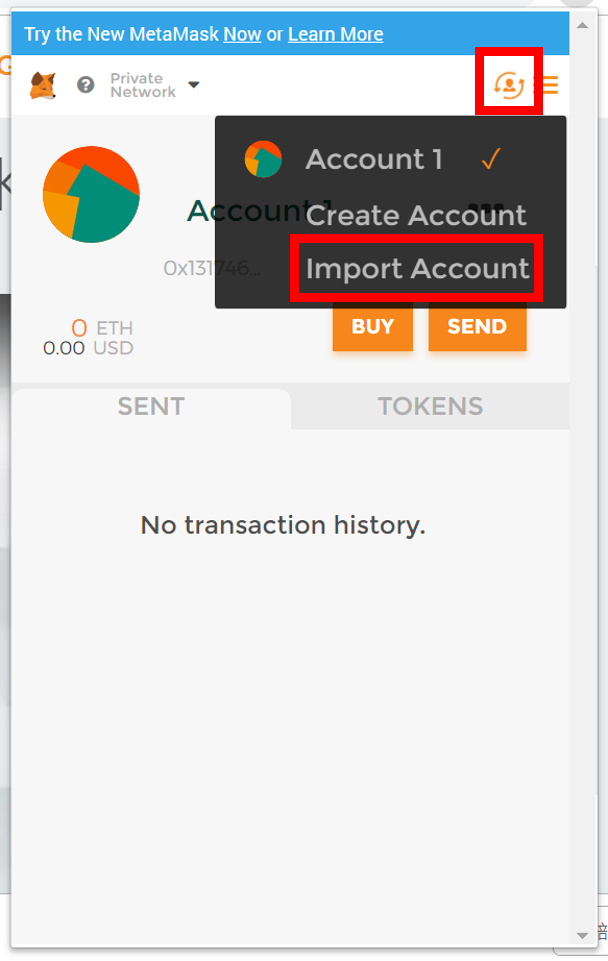 Try the New MetaMask Now or Learn More
Private
Network
Account 1
Account 1
Create Account
0x131746...
Import Account
0 ETH
0.00 USD
BUY
SEND
SENT
TOKENS
No transaction history.